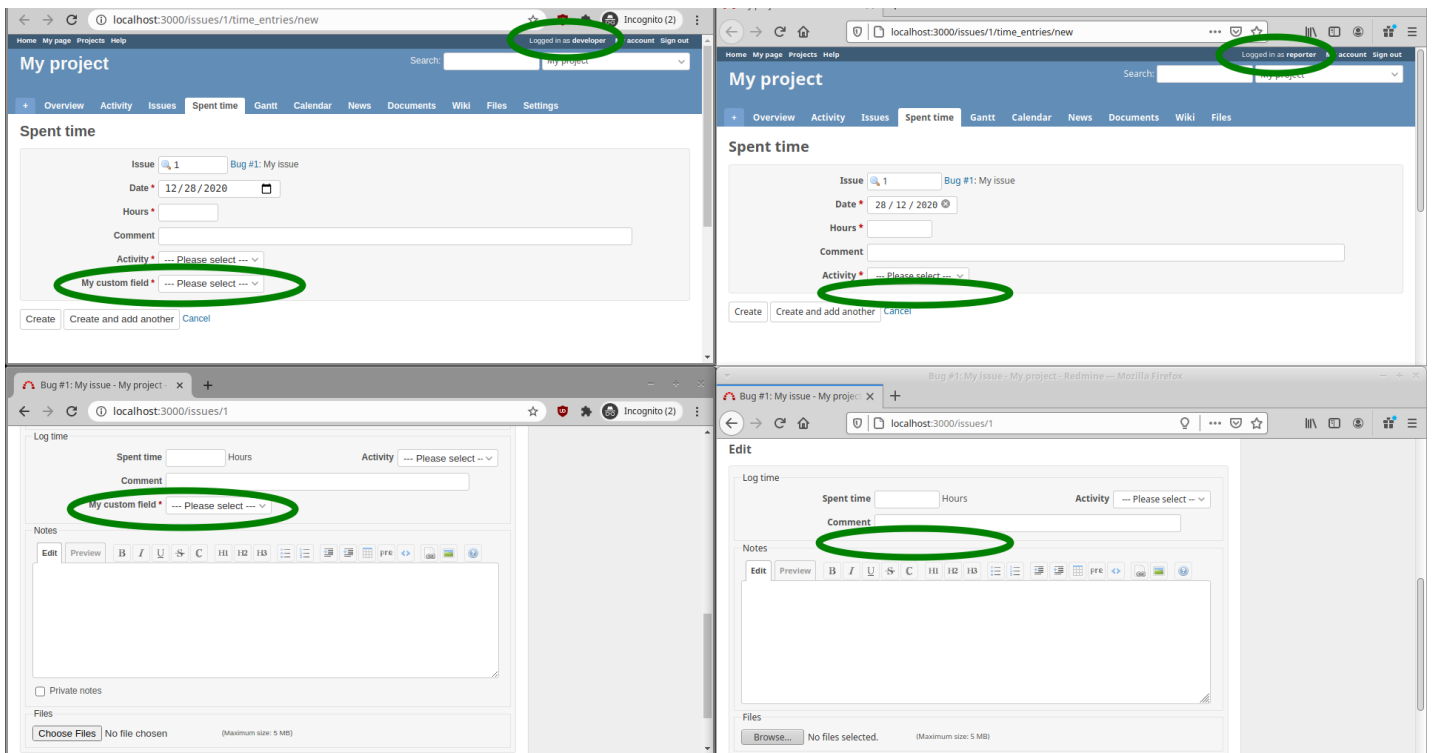 localhost:3000/issues/1/time_entries/new
Incognito (2)
Home My page Projects Help
Logged in as developer My account Sign out
My project
Search:
My project
+ Overview Activity Issues Spent time Gantt Calendar News Documents Wiki Files Settings
Spent time
Issue 1 Bug #1: My issue
Date * 12/28/2020
Hours *
Comment
Activity * --- Please select ---
My custom field * --- Please select ---
Create Create and add another Cancel
localhost:3000/issues/1/time_entries/new
Home My page Projects Help
Logged in as reporter My account Sign out
My project
Search:
My project
+ Overview Activity Issues Spent time Gantt Calendar News Documents Wiki Files
Spent time
Issue 1 Bug #1: My issue
Date * 28 / 12 / 2020
Hours *
Comment
Activity * --- Please select ---
Create Create and add another Cancel
Bug #1: My issue - My project -
localhost:3000/issues/1
Incognito (2)
Log time
Spent time Hours Activity --- Please select --
Comment
My custom field * --- Please select ---
Notes
Edit Preview B I U S C H1 H2 H3 pre <>
Private notes
Files
Choose Files No file chosen (Maximum size: 5 MB)
Bug #1: My issue - My project - Redmine — Mozilla Firefox
Bug #1: My issue - My projec
localhost:3000/issues/1
Edit
Log time
Spent time Hours Activity --- Please select --
Comment
Notes
Edit Preview B I U S C H1 H2 H3 pre <>
Files
Browse... No files selected. (Maximum size: 5 MB)